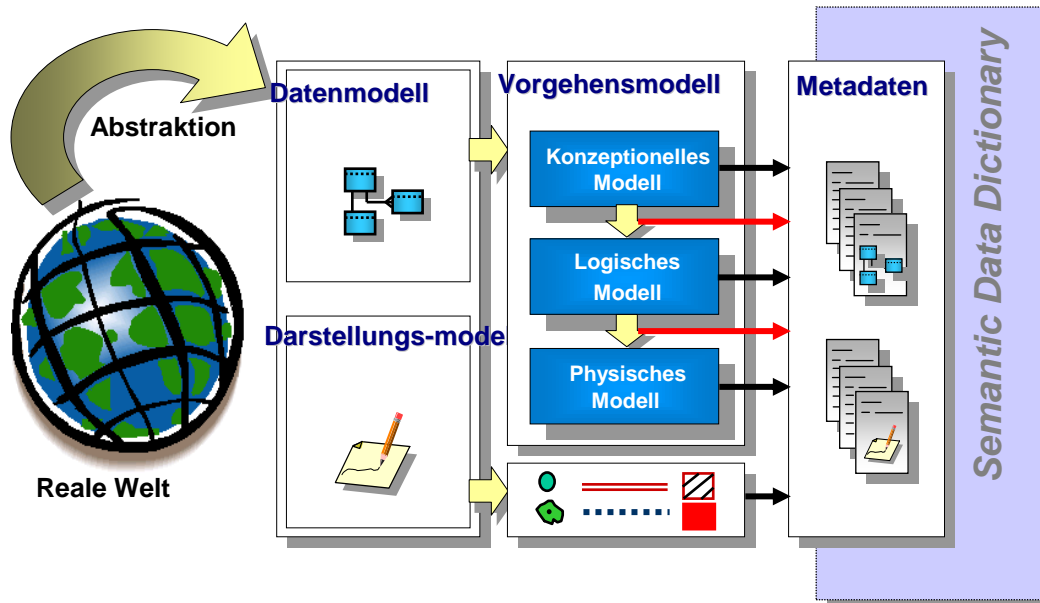 Abstraktion
Reale Welt
Datenmodell
Darstellungs-model
Vorgehensmodell
Konzeptionelles
Modell
Logisches
Modell
Physisches
Modell
Metadaten
Semantic Data Dictionary